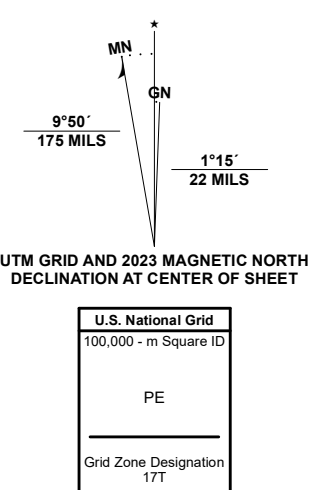 ★
MN
GN
9°50´
175 MILS
1°15´
22 MILS
UTM GRID AND 2023 MAGNETIC NORTH
DECLINATION AT CENTER OF SHEET
U.S. National Grid
100,000 - m Square ID
PE
Grid Zone Designation
17T